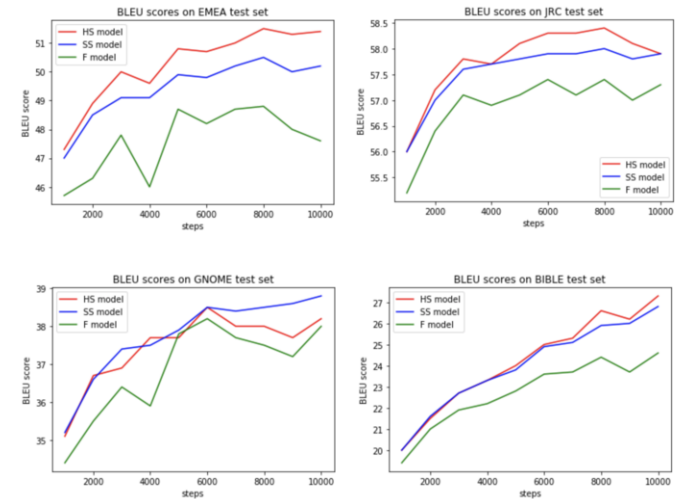 BLEU scores on EMEA test set
HS model
SS model
F model
51
50
49
48
47
46
BLEU score
2000 4000 6000 8000 10000
steps
BLEU scores on JRC test set
58.5
58.0
57.5
57.0
56.5
56.0
55.5
BLEU score
HS model
SS model
F model
2000 4000 6000 8000 10000
steps
BLEU scores on GNOME test set
HS model
SS model
F model
39
38
37
36
35
BLEU score
2000 4000 6000 8000 10000
steps
BLEU scores on BIBLE test set
HS model
SS model
F model
27
26
25
24
23
22
21
20
BLEU score
2000 4000 6000 8000 10000
steps